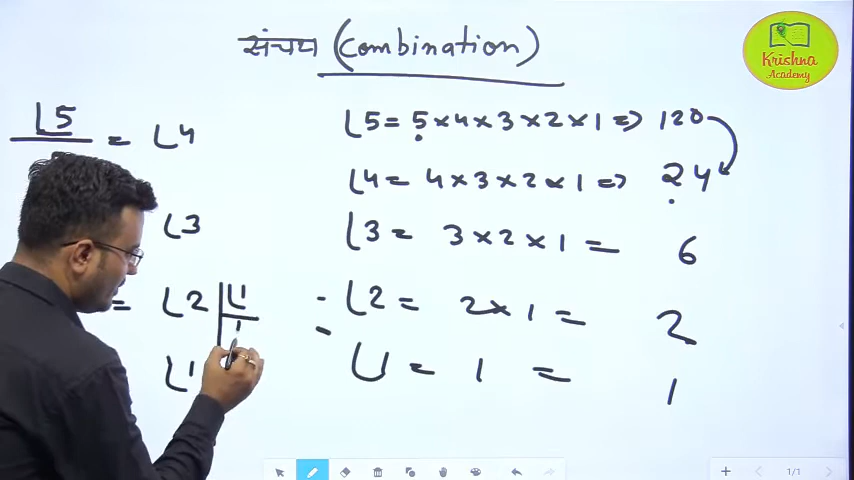 संचय (Combination)
Krishna
Academy
L5 = L4
L5 = 5 × 4 × 3 × 2 × 1 => 120
L4 = 4 × 3 × 2 × 1 => 24
L3
L3 = 3 × 2 × 1 = 6
= L2 | L1
1
- L2 = 2 × 1 = 2
L1
L1 = 1 = 1
1/1